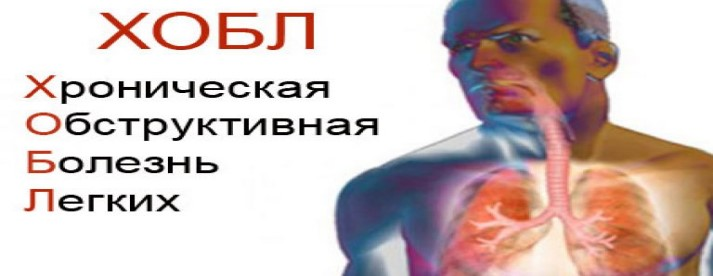 ХОБЛ
Хроническая
Обструктивная
Болезнь
Легких